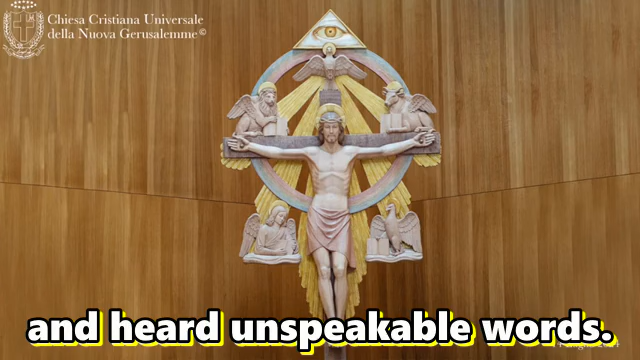 Chiesa Cristiana Universale
della Nuova Gerusalemme©
and heard unspeakable words.